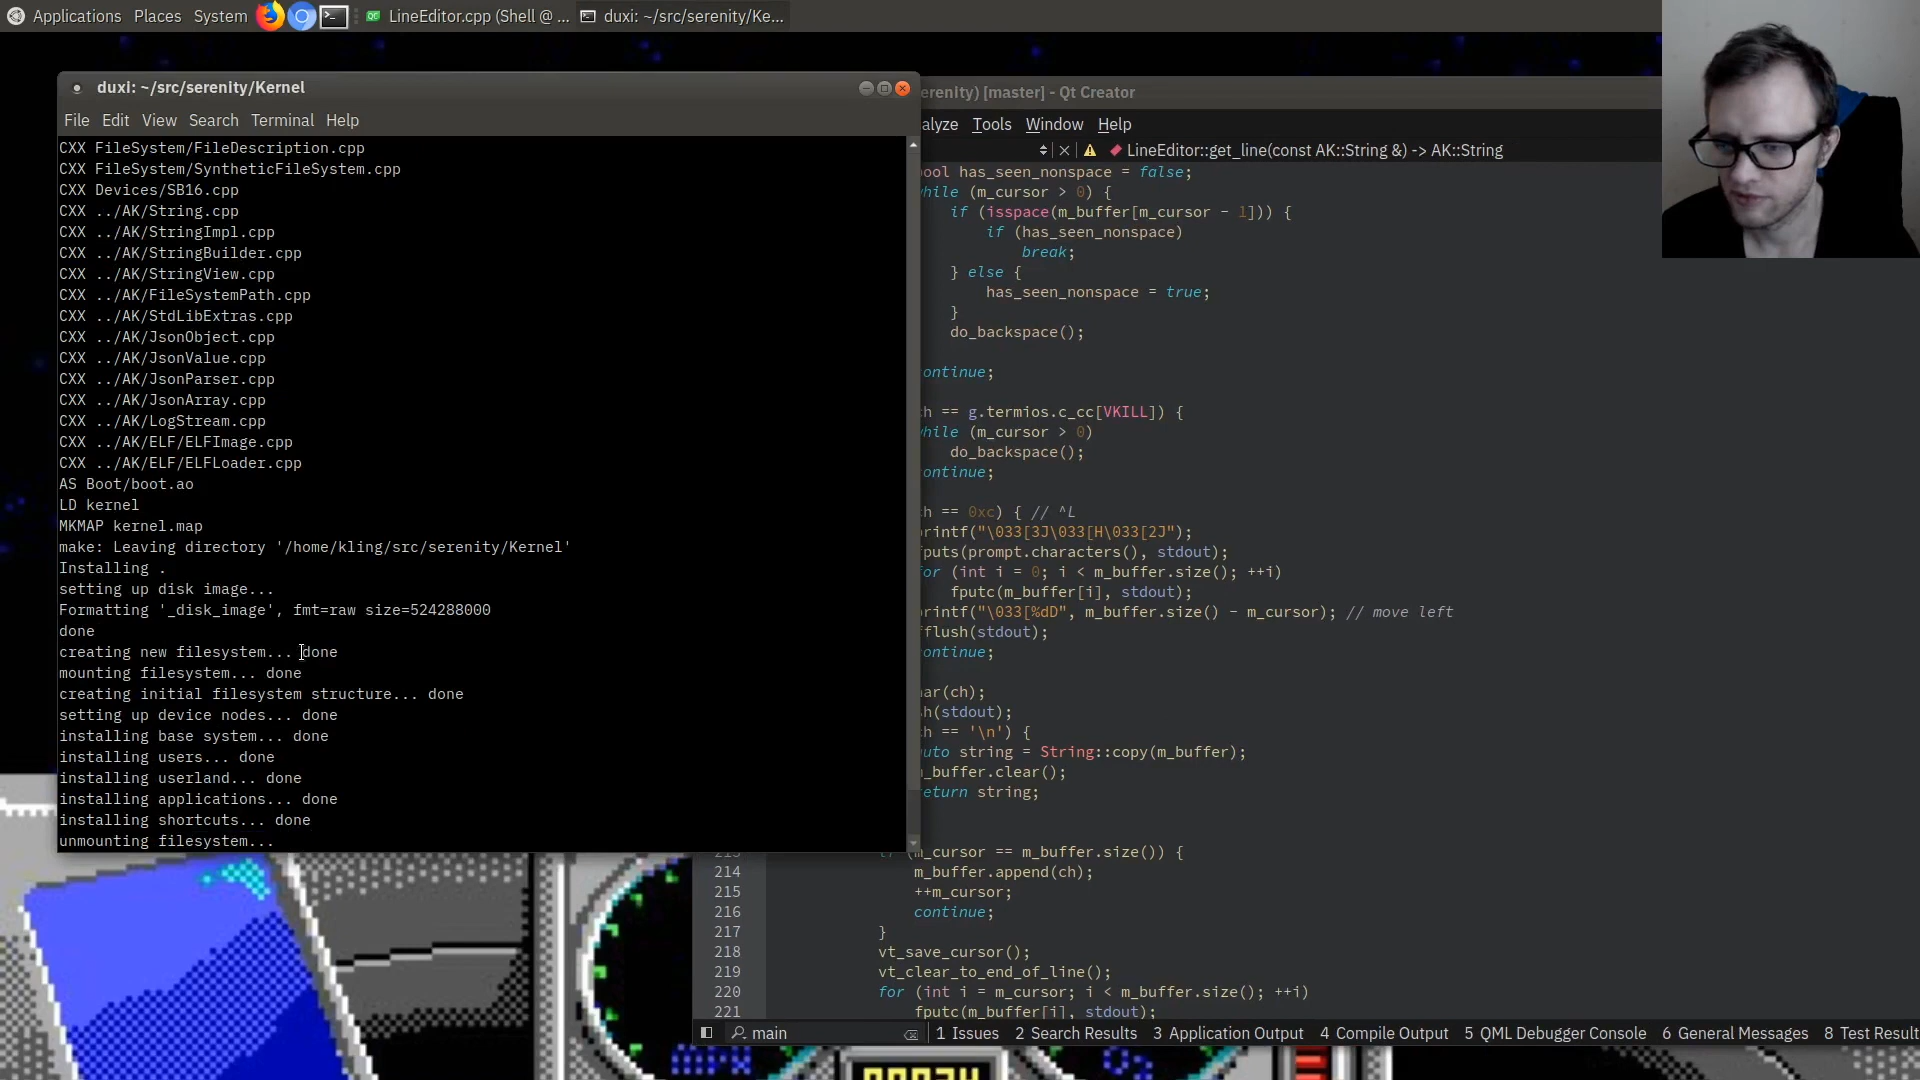 Applications Places System LineEditor.cpp (Shell @ ... duxi: ~/src/serenity/Ke...
duxi: ~/src/serenity/Kernel
File Edit View Search Terminal Help
CXX FileSystem/FileDescription.cpp
CXX FileSystem/SyntheticFileSystem.cpp
CXX Devices/SB16.cpp
CXX ../AK/String.cpp
CXX ../AK/StringImpl.cpp
CXX ../AK/StringBuilder.cpp
CXX ../AK/StringView.cpp
CXX ../AK/FileSystemPath.cpp
CXX ../AK/StdLibExtras.cpp
CXX ../AK/JsonObject.cpp
CXX ../AK/JsonValue.cpp
CXX ../AK/JsonParser.cpp
CXX ../AK/JsonArray.cpp
CXX ../AK/LogStream.cpp
CXX ../AK/ELF/ELFImage.cpp
CXX ../AK/ELF/ELFLoader.cpp
AS Boot/boot.ao
LD kernel
MKMAP kernel.map
make: Leaving directory '/home/kling/src/serenity/Kernel'
Installing .
setting up disk image...
Formatting '_disk_image', fmt=raw size=524288000
done
creating new filesystem... done
mounting filesystem... done
creating initial filesystem structure... done
setting up device nodes... done
installing base system... done
installing users... done
installing userland... done
installing applications... done
installing shortcuts... done
unmounting filesystem...
erenity) [master] - Qt Creator
alyze Tools Window Help
LineEditor::get_line(const AK::String &) -> AK::String
ool has_seen_nonspace = false;
hile (m_cursor > 0) {
if (isspace(m_buffer[m_cursor - 1])) {
if (has_seen_nonspace)
break;
} else {
has_seen_nonspace = true;
}
do_backspace();
ontinue;
h == g.termios.c_cc[VKILL]) {
hile (m_cursor > 0)
do_backspace();
ontinue;
h == 0xc) { // ^L
rintf("\033[3J\033[H\033[2J");
puts(prompt.characters(), stdout);
or (int i = 0; i < m_buffer.size(); ++i)
fputc(m_buffer[i], stdout);
rintf("\033[%dD", m_buffer.size() - m_cursor); // move left
flush(stdout);
ontinue;
ar(ch);
h(stdout);
h == '\n') {
uto string = String::copy(m_buffer);
_buffer.clear();
eturn string;
if (m_cursor == m_buffer.size()) {
214 m_buffer.append(ch);
215 ++m_cursor;
216 continue;
217 }
218 vt_save_cursor();
219 vt_clear_to_end_of_line();
220 for (int i = m_cursor; i < m_buffer.size(); ++i)
221 fputc(m_buffer[i], stdout);
main 1 Issues 2 Search Results 3 Application Output 4 Compile Output 5 QML Debugger Console 6 General Messages 8 Test Result